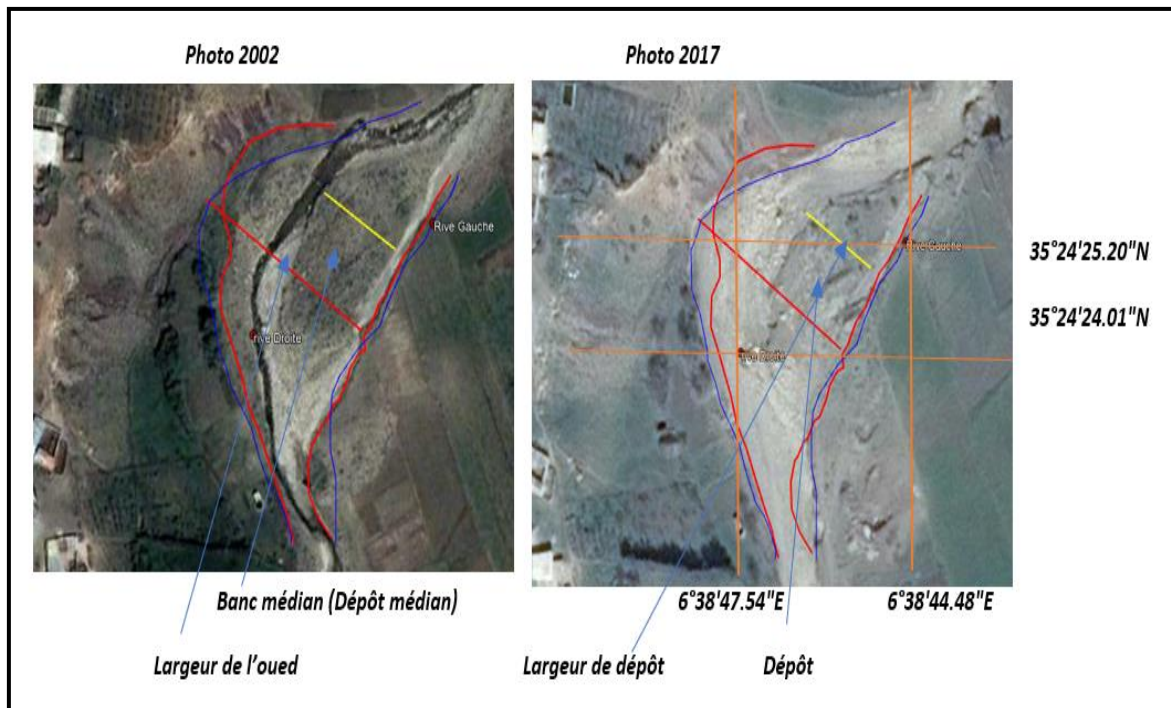 Photo 2002
Photo 2017
Rive Gauche
rive Droite
Rive Gauche
rive Droite
35°24'25.20"N
35°24'24.01"N
Banc médian (Dépôt médian)
6°38'47.54"E
6°38'44.48"E
Largeur de l'oued
Largeur de dépôt
Dépôt